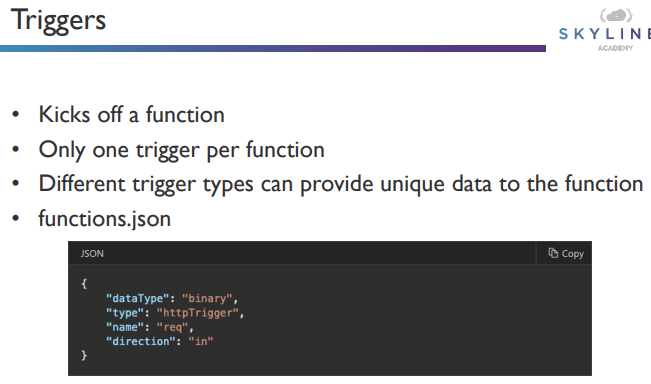 Triggers
SKYLINE
ACADEMY
• Kicks off a function
• Only one trigger per function
• Different trigger types can provide unique data to the function
• functions.json
JSON
Copy
{
"dataType": "binary",
"type": "httpTrigger",
"name": "req",
"direction": "in"
}